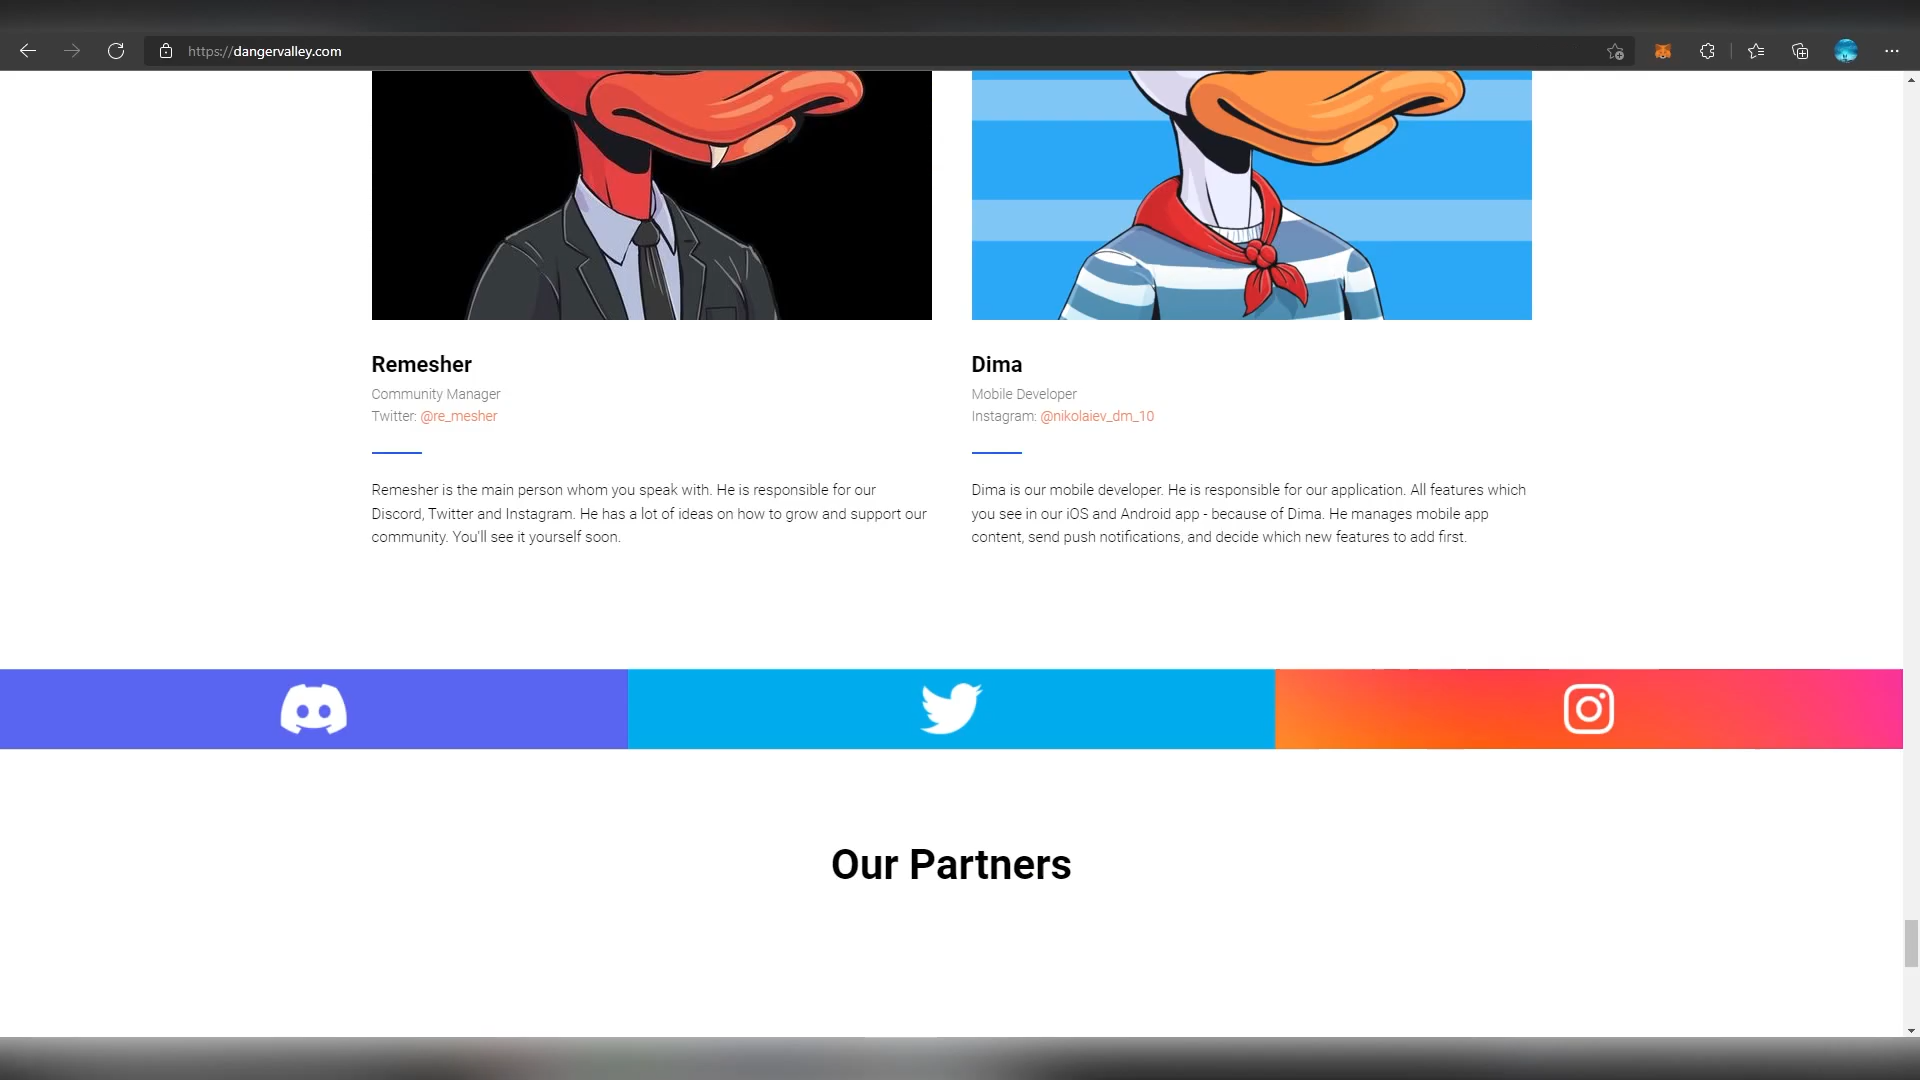 https://dangervalley.com
Remesher
Community Manager
Twitter: @re_mesher
Remesher is the main person whom you speak with. He is responsible for our
Discord, Twitter and Instagram. He has a lot of ideas on how to grow and support our
community. You'll see it yourself soon.
Dima
Mobile Developer
Instagram: @nikolaiev_dm_10
Dima is our mobile developer. He is responsible for our application. All features which
you see in our iOS and Android app - because of Dima. He manages mobile app
content, send push notifications, and decide which new features to add first.
Our Partners